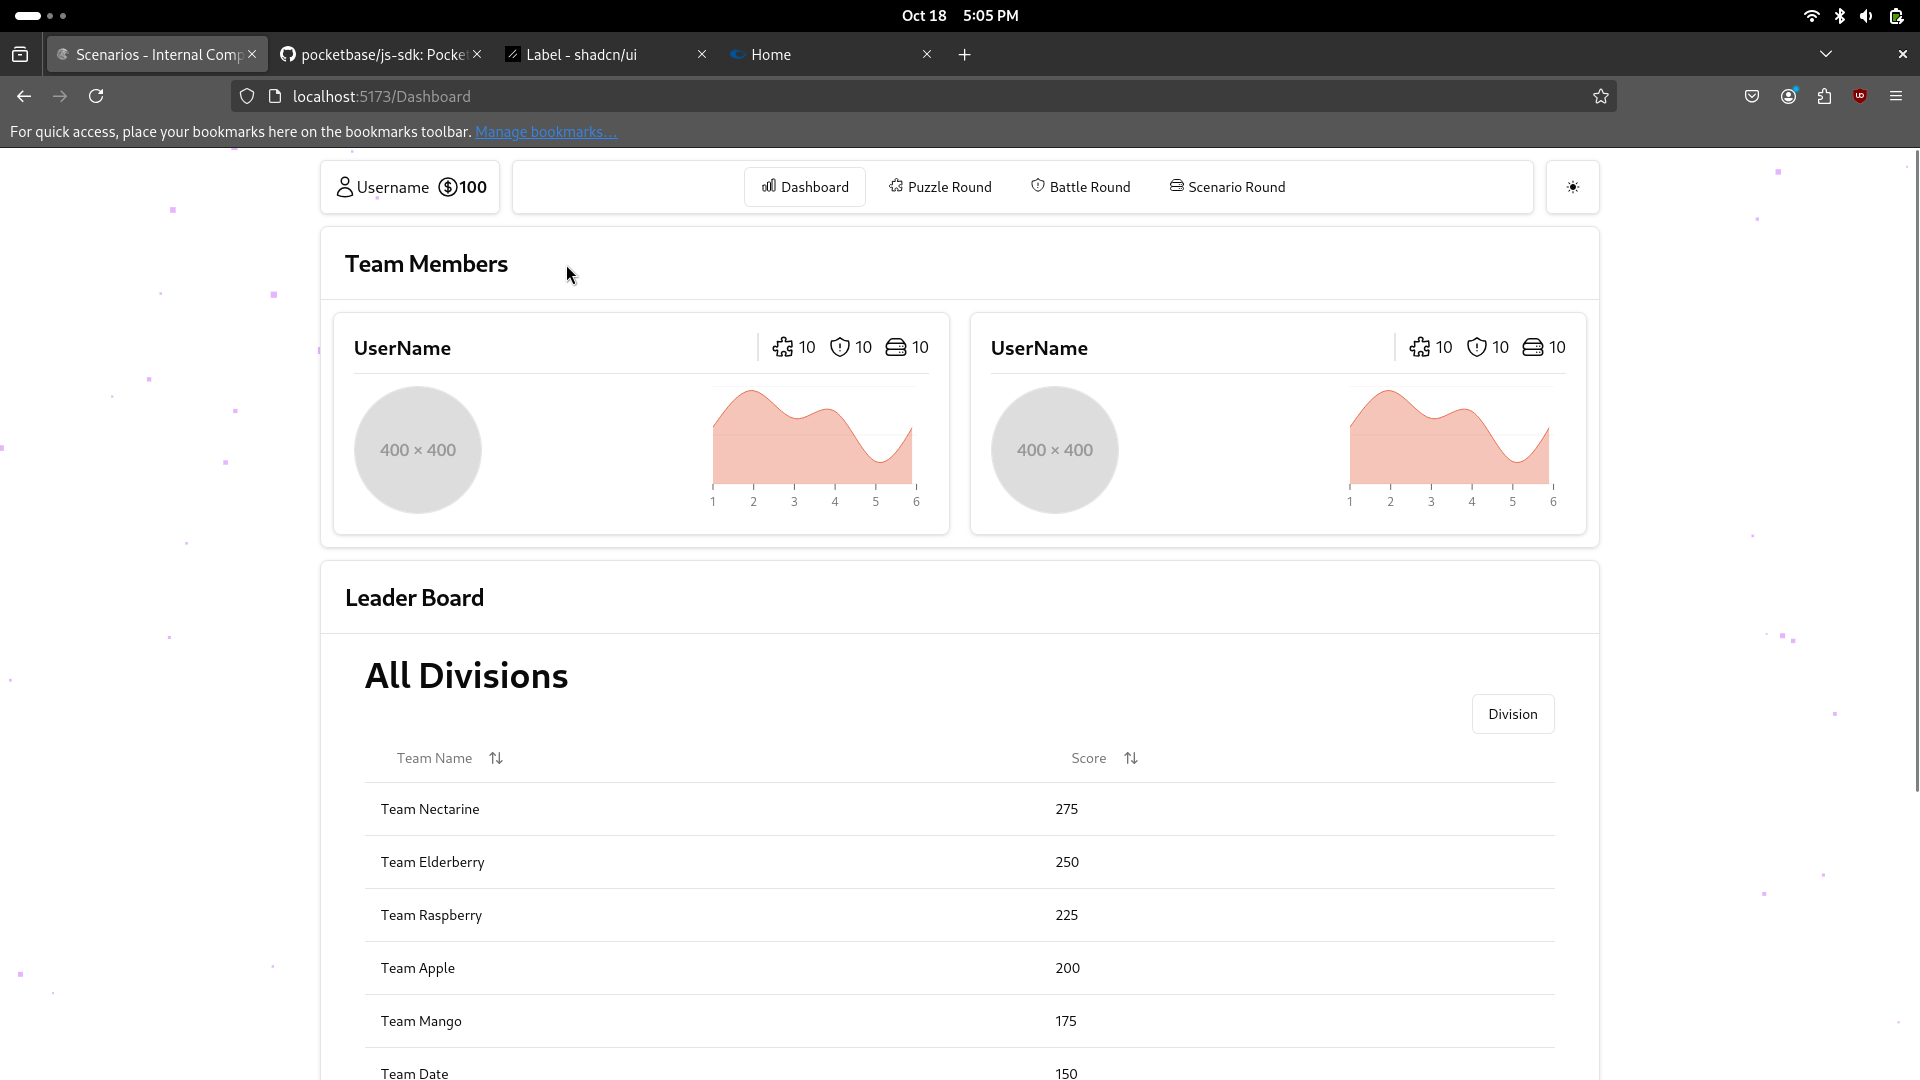 Oct 18 5:05 PM
Scenarios - Internal Comp
pocketbase/js-sdk: Pocke
Label - shadcn/ui
Home
localhost:5173/Dashboard
For quick access, place your bookmarks here on the bookmarks toolbar. Manage bookmarks...
Username $100
Dashboard
Puzzle Round
Battle Round
Scenario Round
Team Members
UserName 10 10 10
400 × 400
1 2 3 4 5 6
UserName 10 10 10
400 × 400
1 2 3 4 5 6
Leader Board
All Divisions
Division
Team Name Score
Team Nectarine 275
Team Elderberry 250
Team Raspberry 225
Team Apple 200
Team Mango 175
Team Date 150